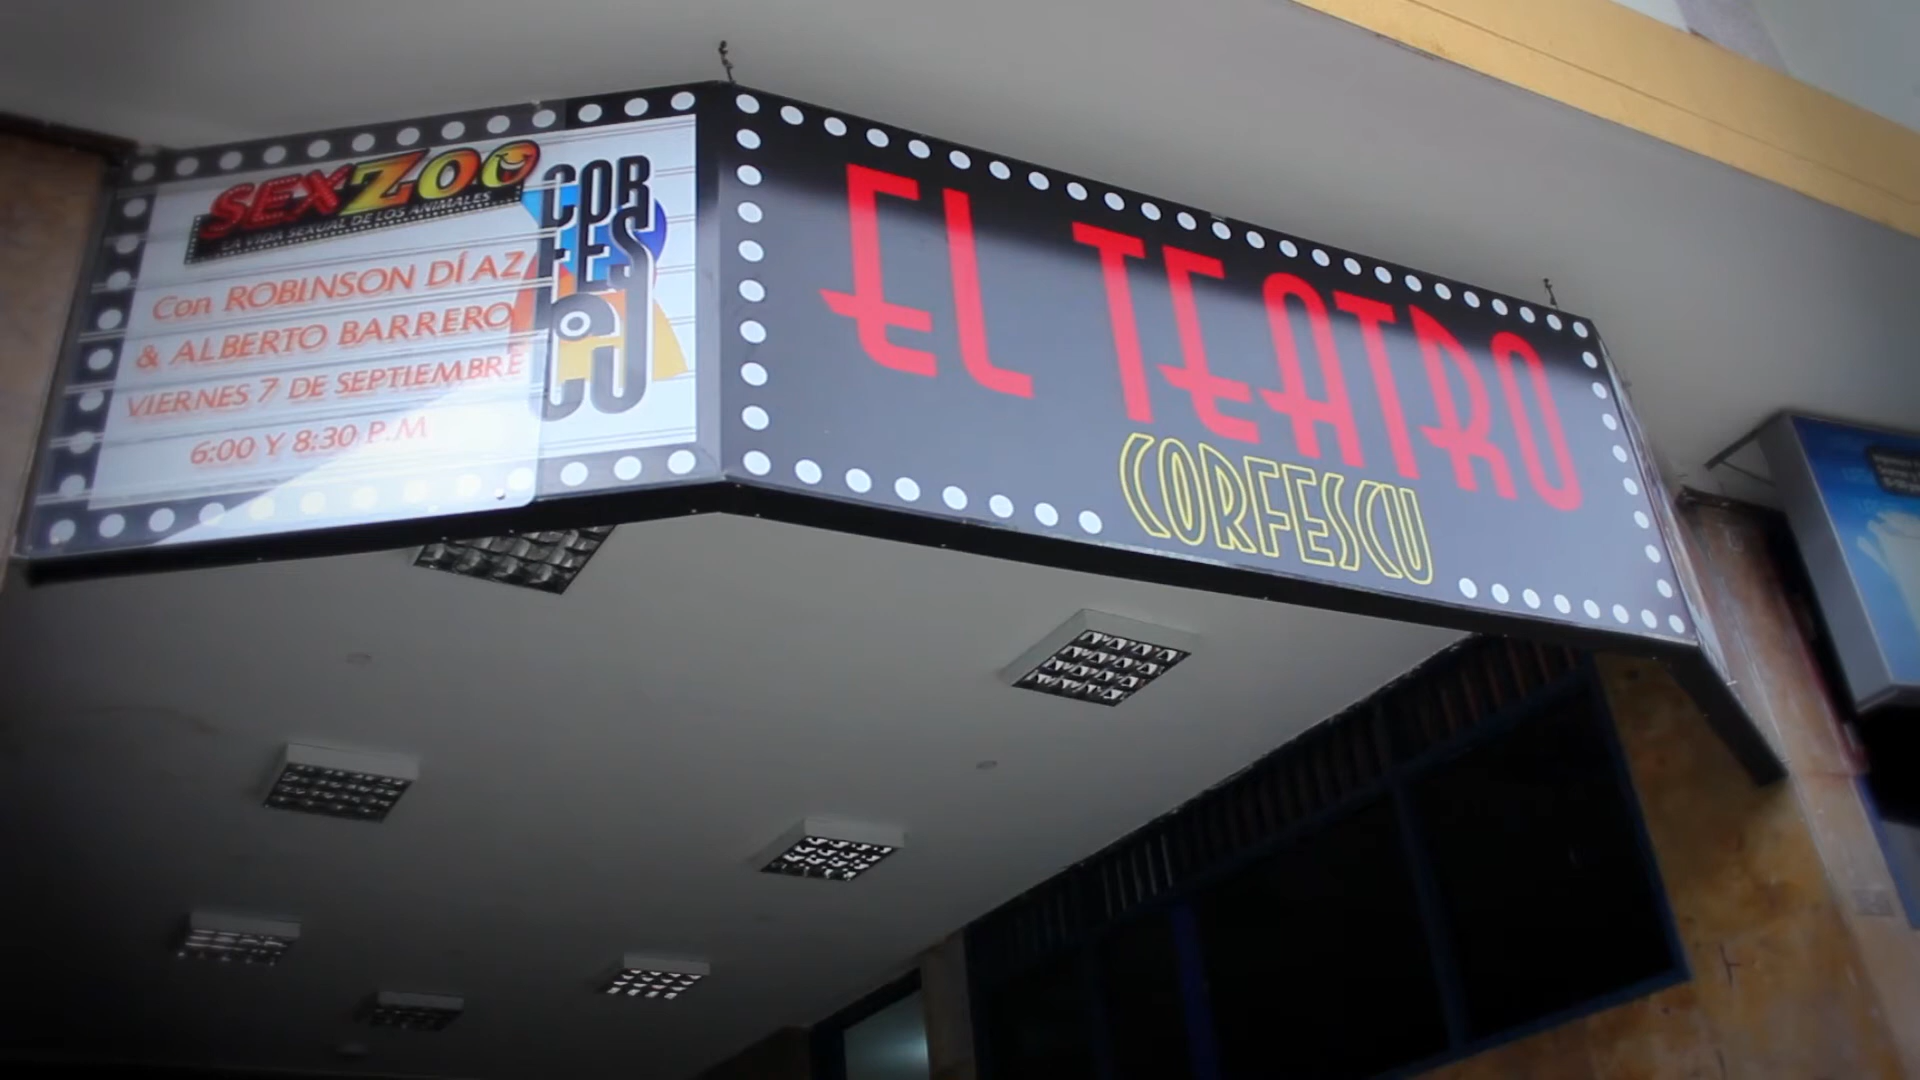 SEXZOO
LA VIDA SEXUAL DE LOS ANIMALES
Con ROBINSON DÍAZ
& ALBERTO BARRERO
VIERNES 7 DE SEPTIEMBRE
6:00 Y 8:30 P.M
COR
FES
CU
EL TEATRO
CORFESCU